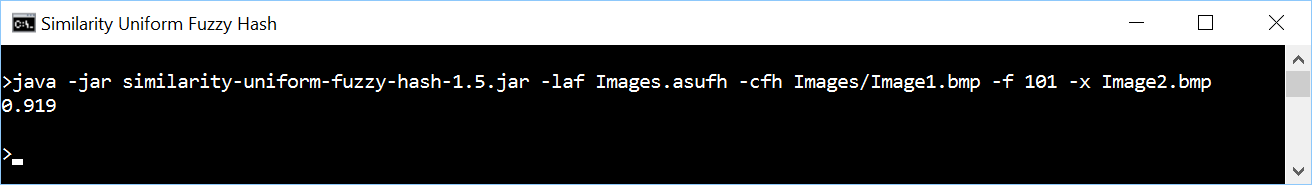 Similarity Uniform Fuzzy Hash
>java -jar similarity-uniform-fuzzy-hash-1.5.jar -laf Images.asufh -cfh Images/Image1.bmp -f 101 -x Image2.bmp
0.919
>